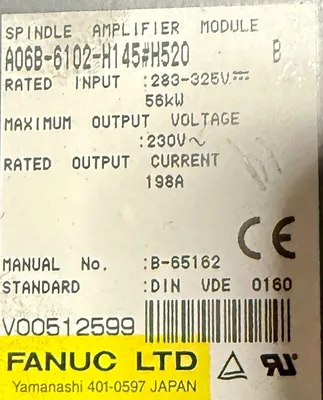 SPINDLE AMPLIFIER MODULE
A06B-6102-H145#H520 B
RATED INPUT :283-325V⎓
56kW
MAXIMUM OUTPUT VOLTAGE
:230V~
RATED OUTPUT CURRENT
198A
CE
MANUAL No. :B-65162
STANDARD :DIN VDE 0160
V00512599
FANUC LTD
Yamanashi 401-0597 JAPAN